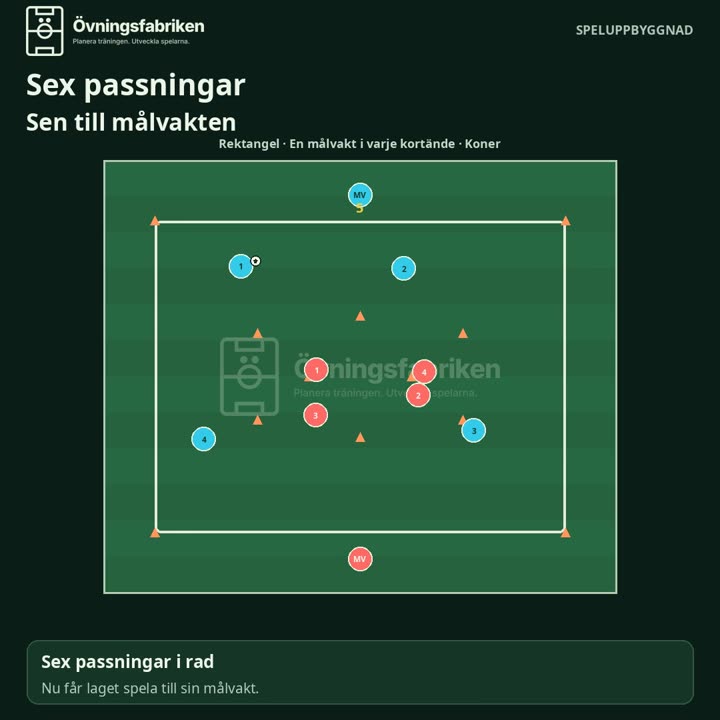 Övningsfabriken
Planera träningen. Utveckla spelarna.
SPELUPPBYGGNAD
Sex passningar
Sen till målvakten
Rektangel · En målvakt i varje kortände · Koner
MV
5
1
2
Övningsfabriken
Planera träningen. Utveckla spelarna.
1
4
2
3
3
4
MV
Sex passningar i rad
Nu får laget spela till sin målvakt.